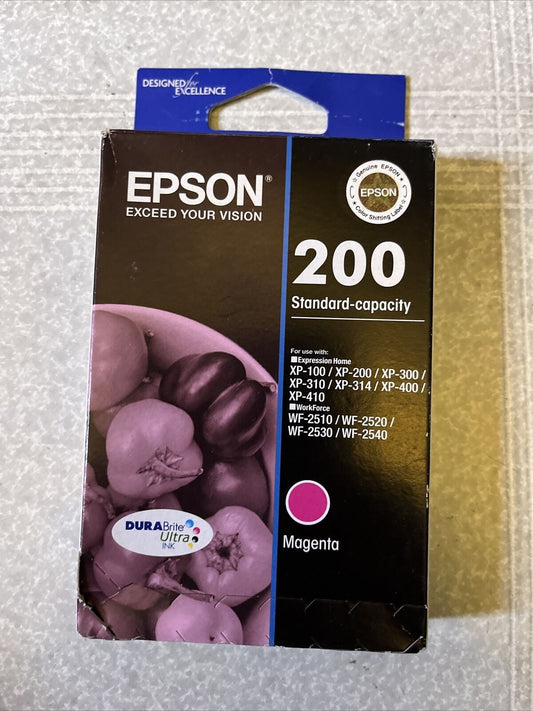 DESIGNED for
EXCELLENCE
EPSON®
EXCEED YOUR VISION
Genuine EPSON
EPSON
Color Shifting Label
200
Standard-capacity
For use with:
■Expression Home
XP-100 / XP-200 / XP-300 /
XP-310 / XP-314 / XP-400 /
XP-410
■WorkForce
WF-2510 / WF-2520 /
WF-2530 / WF-2540
Magenta
DURABrite
Ultra
INK